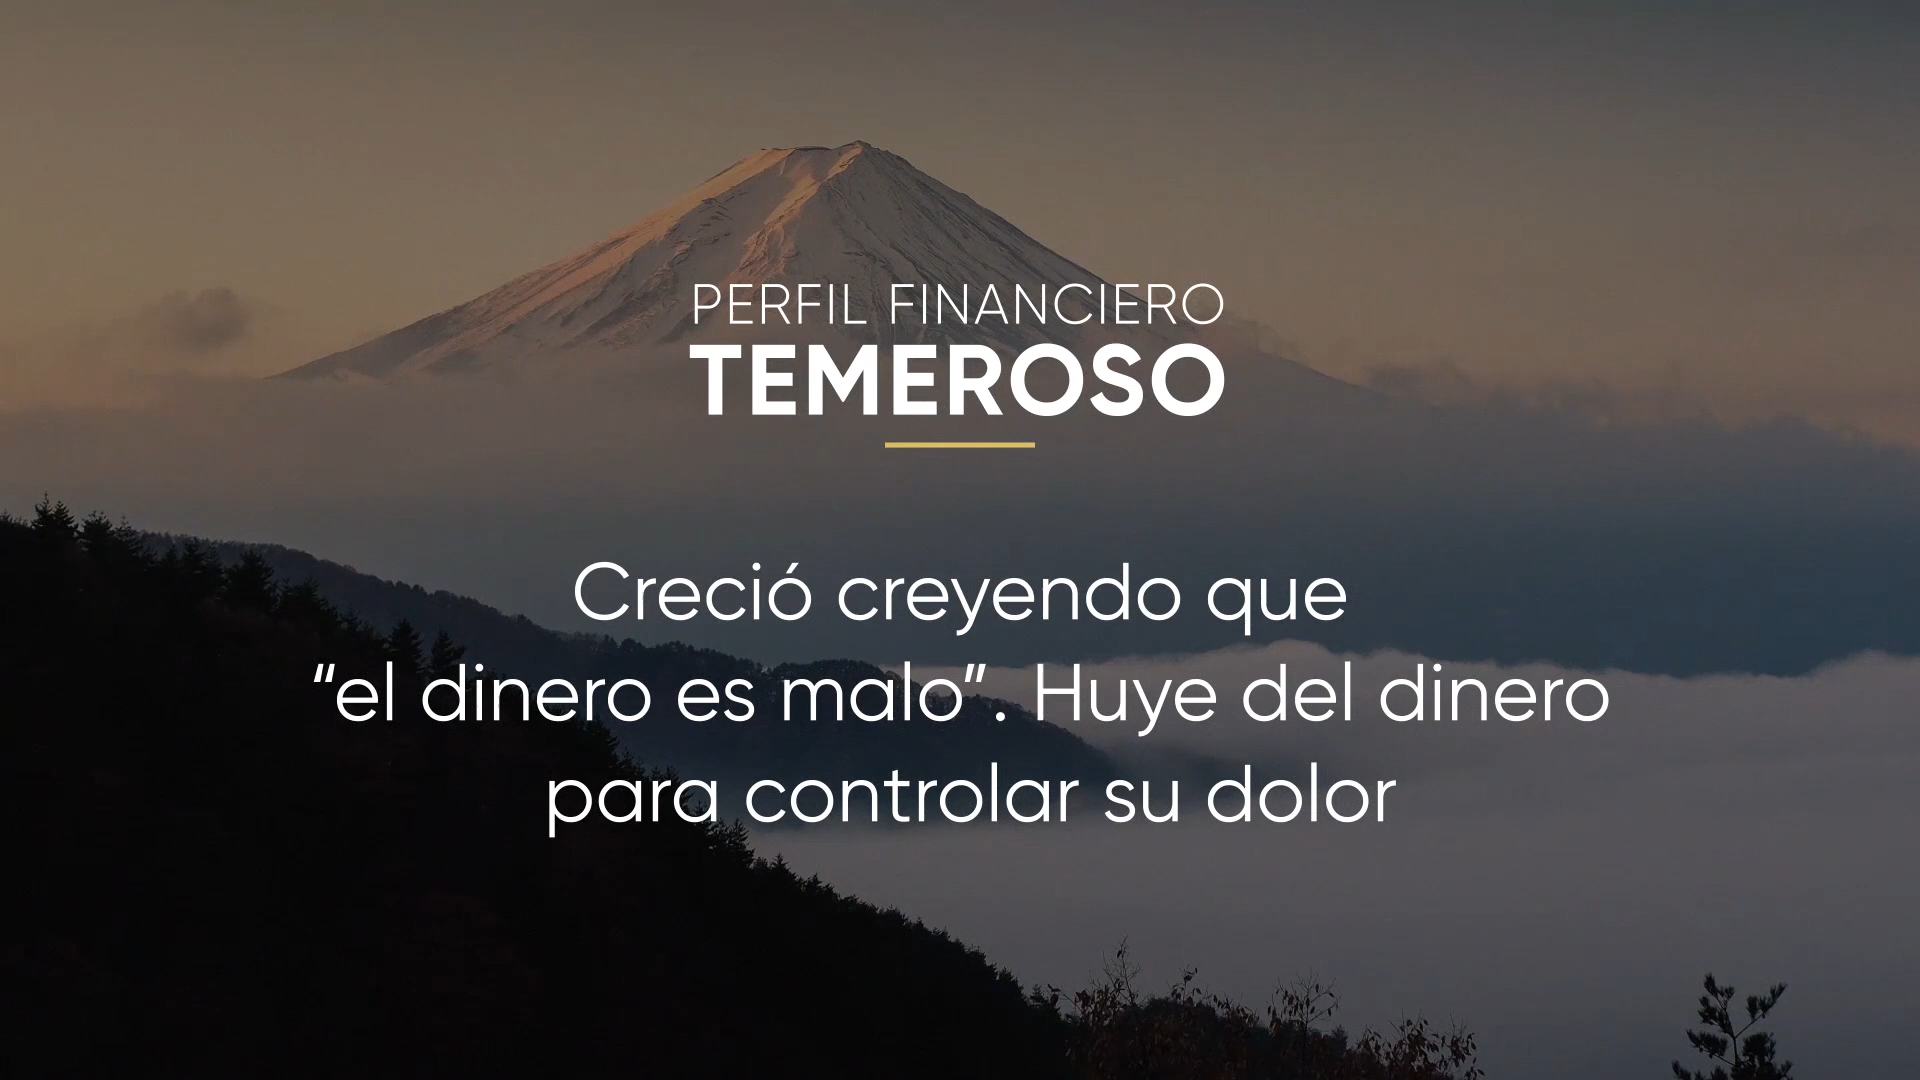 PERFIL FINANCIERO
TEMEROSO
Creció creyendo que
“el dinero es malo”. Huye del dinero
para controlar su dolor